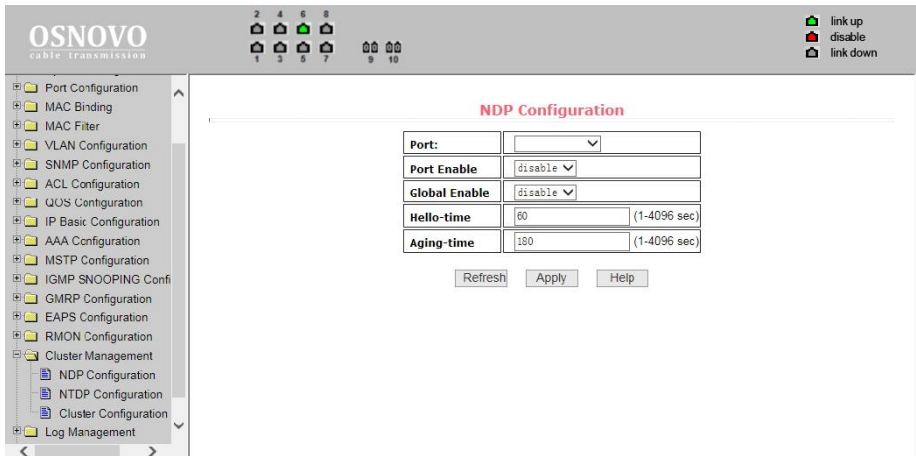 OSNOVO
cable transmission
2 4 6 8
1 3 5 7 9 10
link up
disable
link down
Port Configuration
MAC Binding
MAC Filter
VLAN Configuration
SNMP Configuration
ACL Configuration
QOS Configuration
IP Basic Configuration
AAA Configuration
MSTP Configuration
IGMP SNOOPING Confi
GMRP Configuration
EAPS Configuration
RMON Configuration
Cluster Management
NDP Configuration
NTDP Configuration
Cluster Configuration
Log Management
NDP Configuration
Port:
Port Enable disable
Global Enable disable
Hello-time 60 (1-4096 sec)
Aging-time 180 (1-4096 sec)
Refresh Apply Help